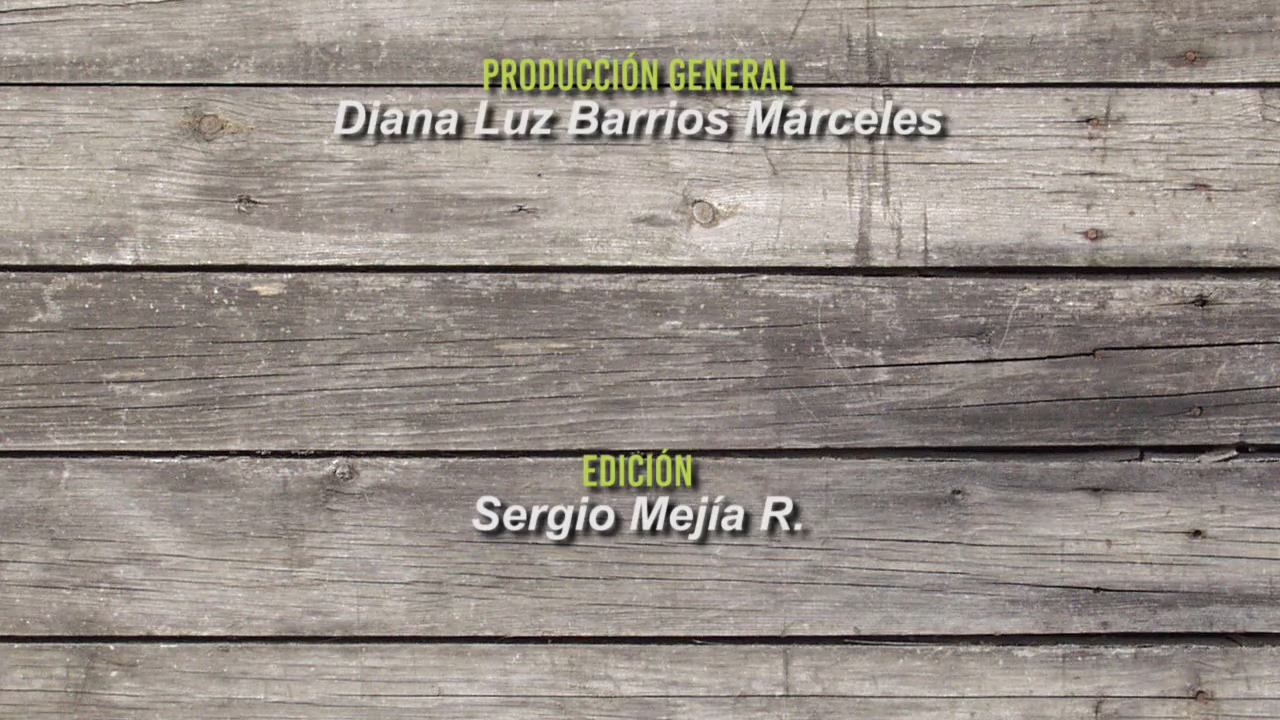 PRODUCCIÓN GENERAL
Diana Luz Barrios Márceles
EDICIÓN
Sergio Mejía R.